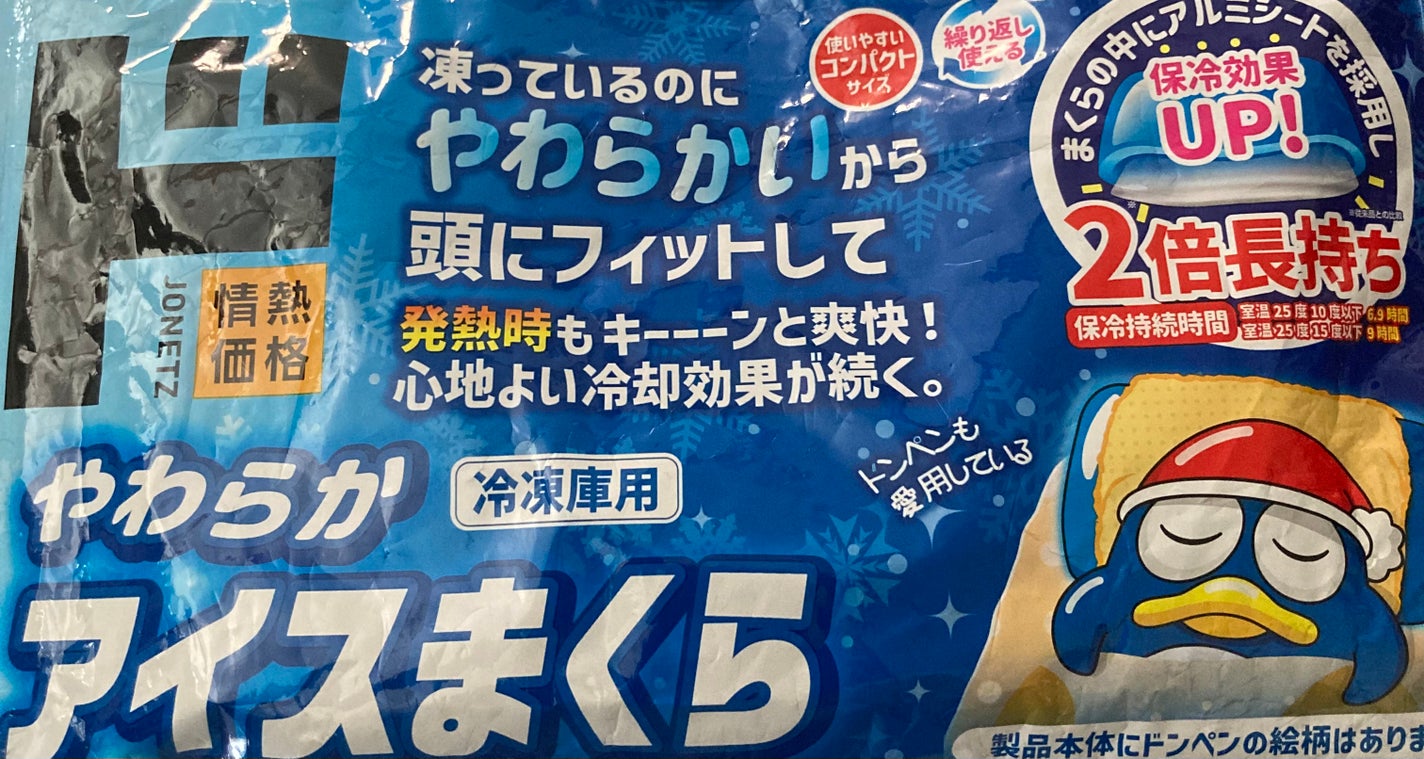 ド
JONETZ
情熱
価格
凍っているのに
やわらかいから
頭にフィットして
発熱時もキーーーンと爽快!
心地よい冷却効果が続く。
使いやすい
コンパクト
サイズ
繰り返し
使える
まくらの中にアルミシートを採用し
保冷効果
UP!
※従来品との比較
※
2倍長持ち
保冷持続時間
室温25度10度以下6.9時間
室温25度15度以下9時間
やわらか
冷凍庫用
アイスまくら
ドンペンも
愛用している
製品本体にドンペンの絵柄はありま